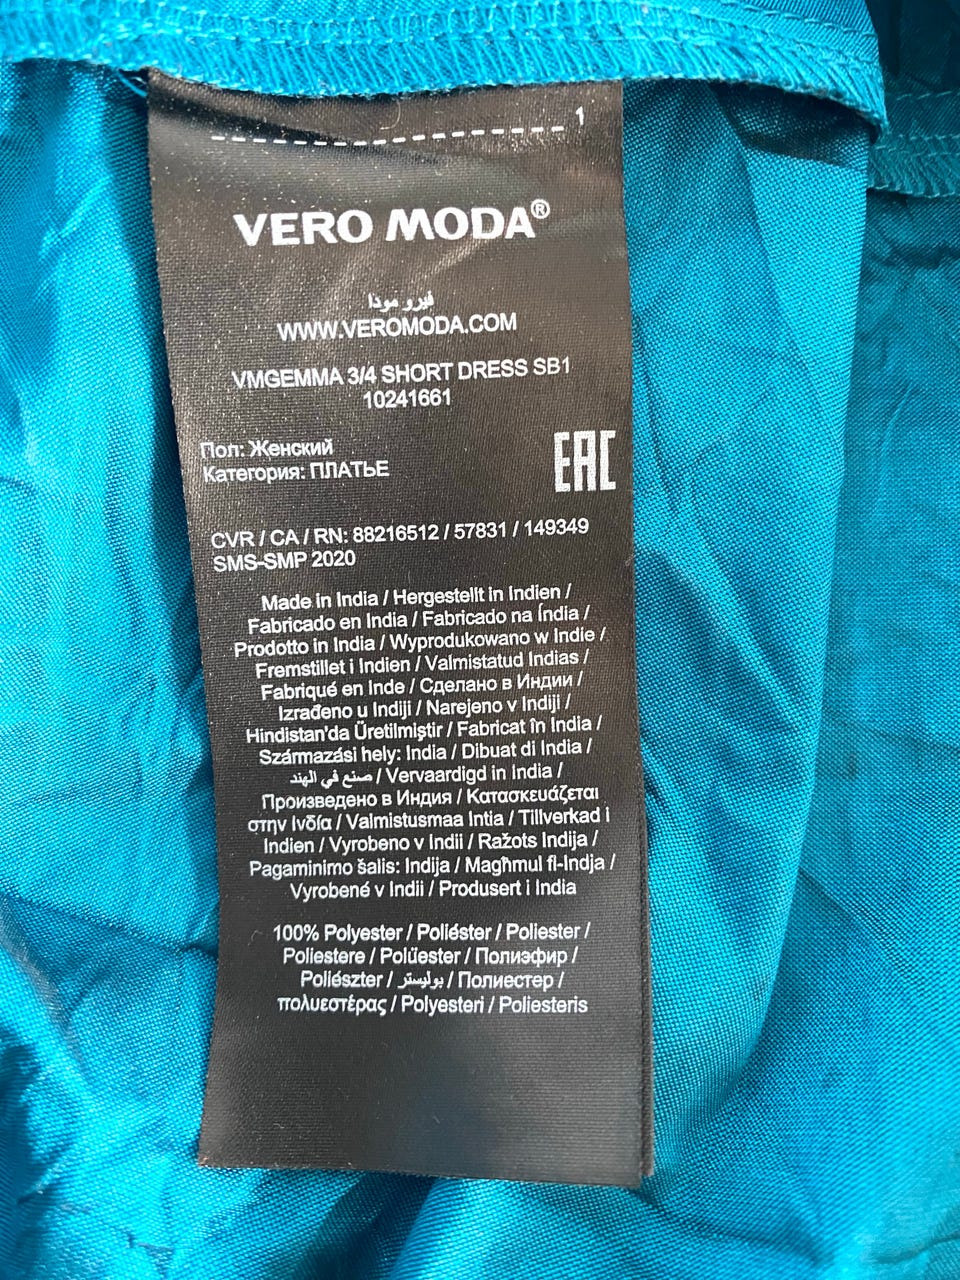 1
VERO MODA®
فيرو مودا
WWW.VEROMODA.COM
VMGEMMA 3/4 SHORT DRESS SB1
10241661
Пол: Женский
Категория: ПЛАТЬЕ
EAC
CVR / CA / RN: 88216512 / 57831 / 149349
SMS-SMP 2020
Made in India / Hergestellt in Indien /
Fabricado en India / Fabricado na Índia /
Prodotto in India / Wyprodukowano w Indie /
Fremstillet i Indien / Valmistatud Indias /
Fabriqué en Inde / Сделано в Индии /
Izrađeno u Indiji / Narejeno v Indiji /
Hindistan'da Üretilmiştir / Fabricat în India /
Származási hely: India / Dibuat di India /
صنع في الهند / Vervaardigd in India /
Произведено в Индия / Κατασκευάζεται
στην Ινδία / Valmistusmaa Intia / Tillverkad i
Indien / Vyrobeno v Indii / Ražots Indija /
Pagaminimo šalis: Indija / Magħmul fl-Indja /
Vyrobené v Indii / Produsert i India
100% Polyester / Poliéster / Poliester /
Poliestere / Polüester / Полиэфир /
Poliészter / بوليستر / Полиестер /
πολυεστέρας / Polyesteri / Poliesteris